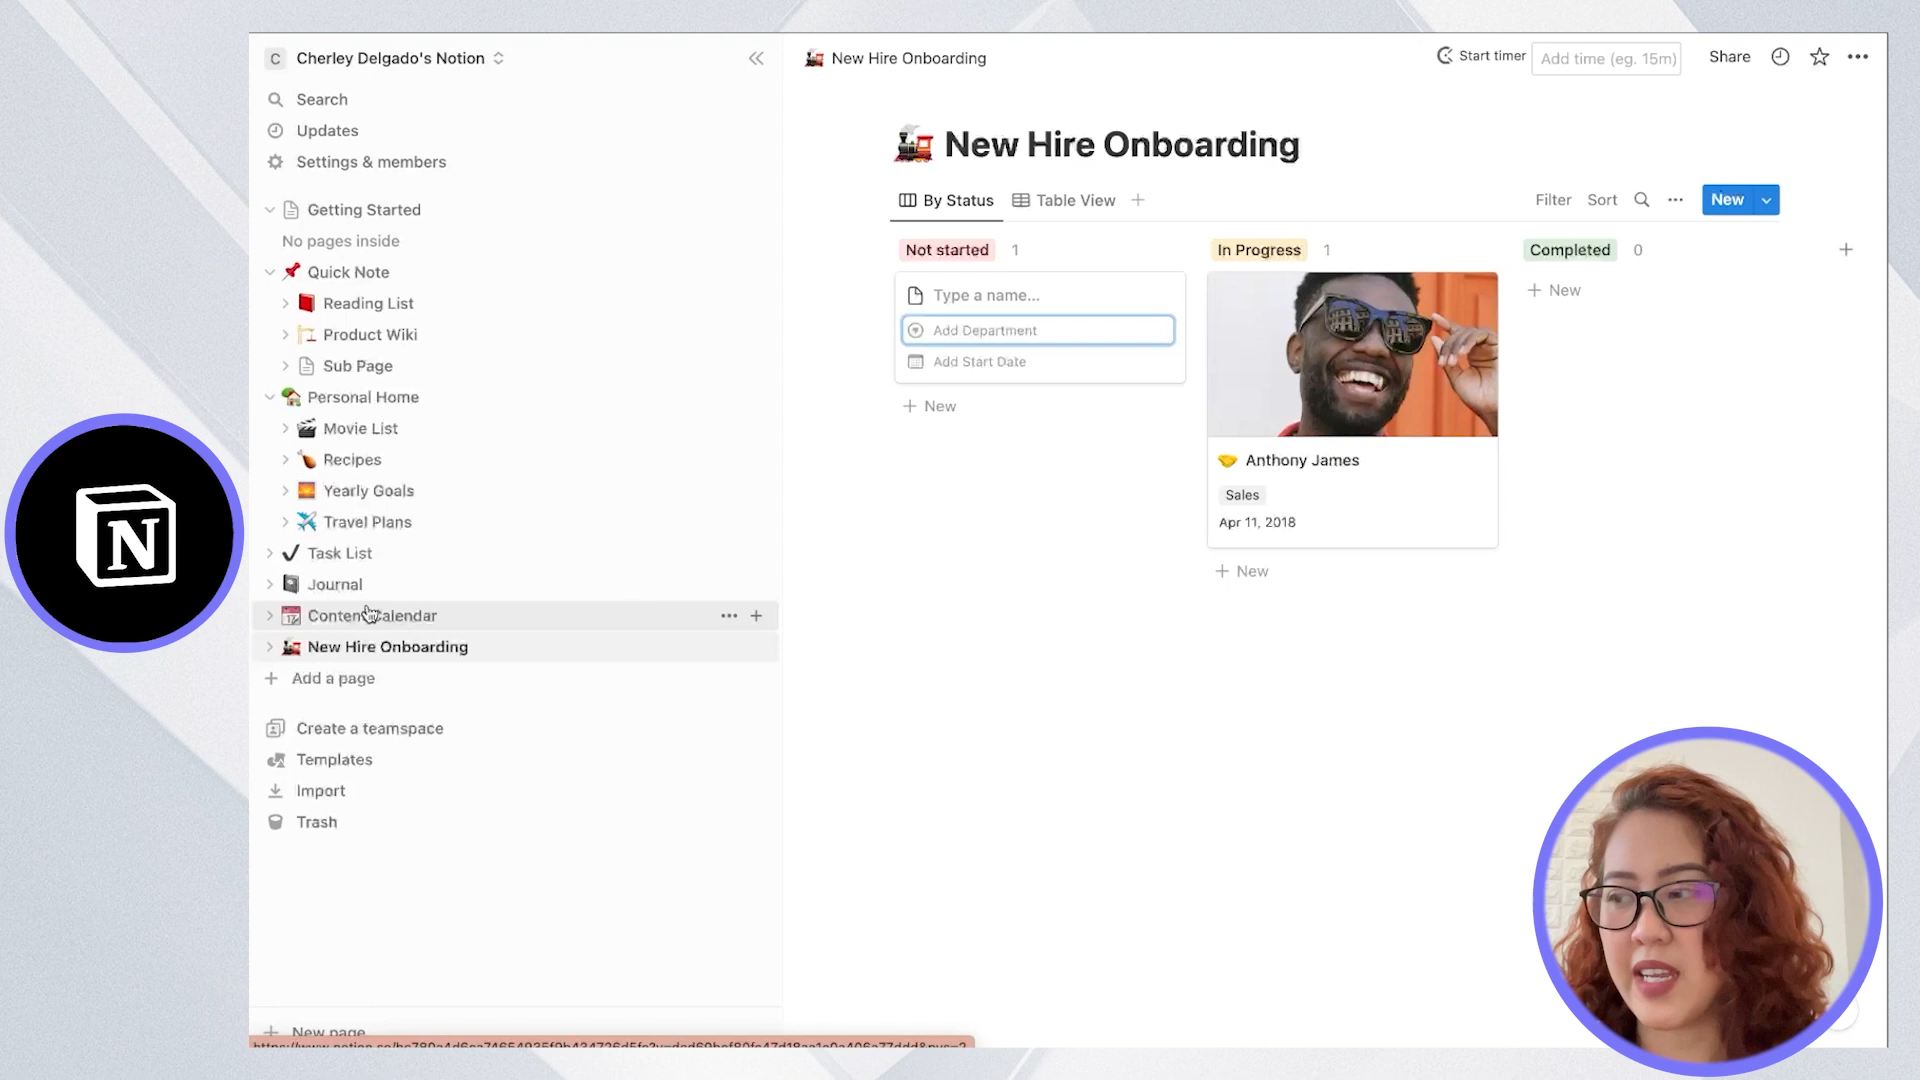 C Cherley Delgado's Notion
Search
Updates
Settings & members
Getting Started
No pages inside
Quick Note
Reading List
Product Wiki
Sub Page
Personal Home
Movie List
Recipes
Yearly Goals
Travel Plans
Task List
Journal
Content Calendar
New Hire Onboarding
Add a page
Create a teamspace
Templates
Import
Trash
New page
New Hire Onboarding
Start timer Add time (eg. 15m) Share
New Hire Onboarding
By Status Table View
Filter Sort New
Not started 1
Type a name...
Add Department
Add Start Date
New
In Progress 1
Anthony James
Sales
Apr 11, 2018
New
Completed 0
New
N